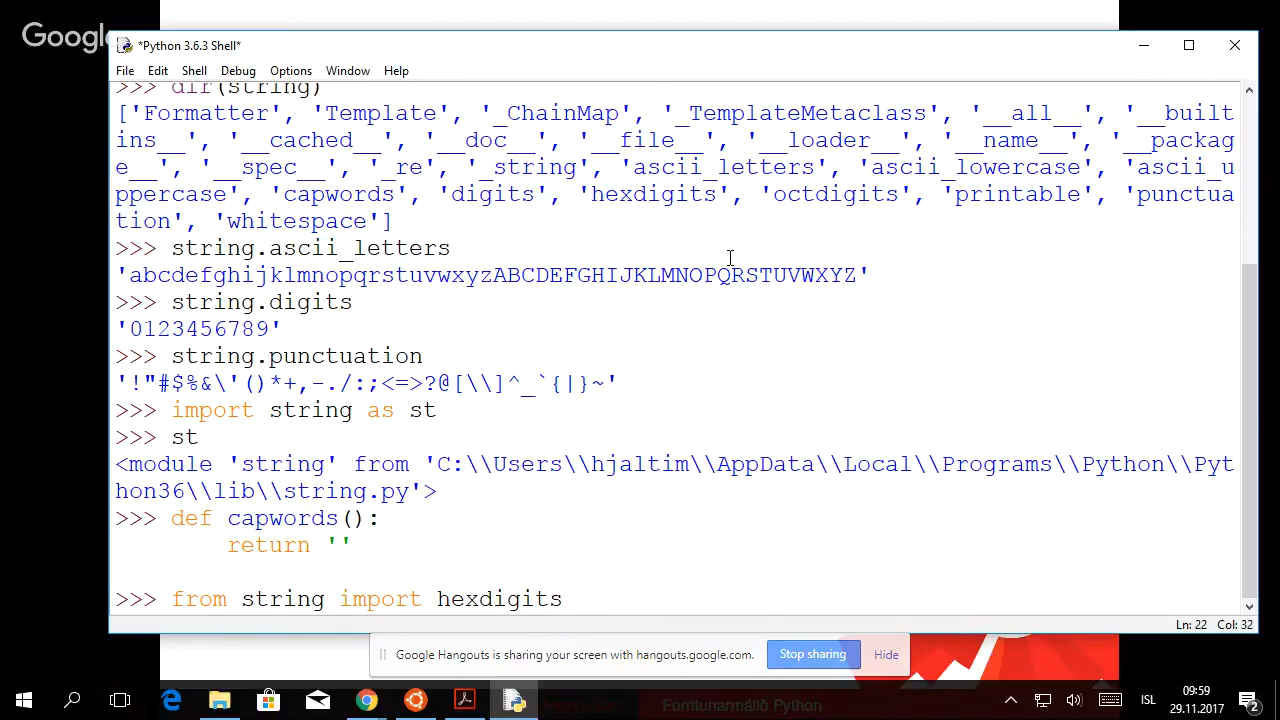 Google
*Python 3.6.3 Shell*
File Edit Shell Debug Options Window Help
>>> dir(string)
['Formatter', 'Template', '_ChainMap', '_TemplateMetaclass', '__all__', '__built
ins__', '__cached__', '__doc__', '__file__', '__loader__', '__name__', '__packag
e__', '__spec__', '_re', '_string', 'ascii_letters', 'ascii_lowercase', 'ascii_u
ppercase', 'capwords', 'digits', 'hexdigits', 'octdigits', 'printable', 'punctua
tion', 'whitespace']
>>> string.ascii_letters
'abcdefghijklmnopqrstuvwxyzABCDEFGHIJKLMNOPQRSTUVWXYZ'
>>> string.digits
'0123456789'
>>> string.punctuation
'!"#$%&\'()*+,-./:;<=>?@[\\]^_`{|}~'
>>> import string as st
>>> st
<module 'string' from 'C:\\Users\\hjaltim\\AppData\\Local\\Programs\\Python\\Pyt
hon36\\lib\\string.py'>
>>> def capwords():
return ''
>>> from string import hexdigits
Ln: 22 Col: 32
Google Hangouts is sharing your screen with hangouts.google.com. Stop sharing Hide
Forritunarmálið Python
ISL
09:59
29.11.2017
2